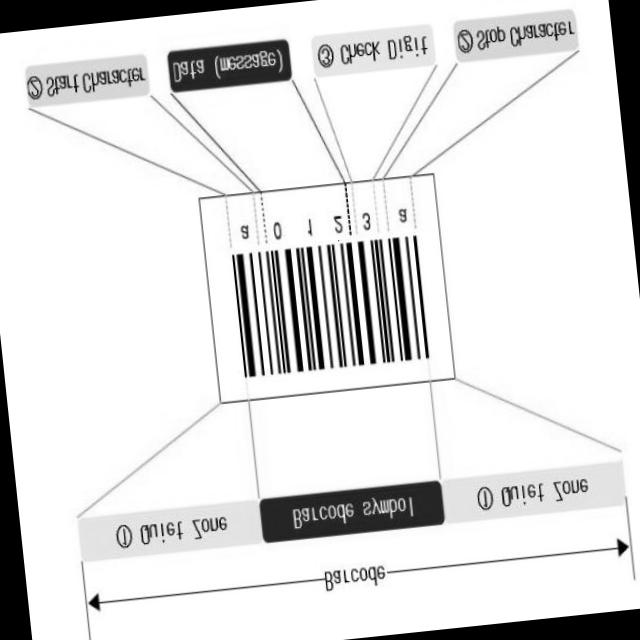 ② Start Character
Data (message)
③ Check Digit
② Stop Character
a 0 1 2 3 a
① Quiet Zone
Barcode symbol
① Quiet Zone
Barcode